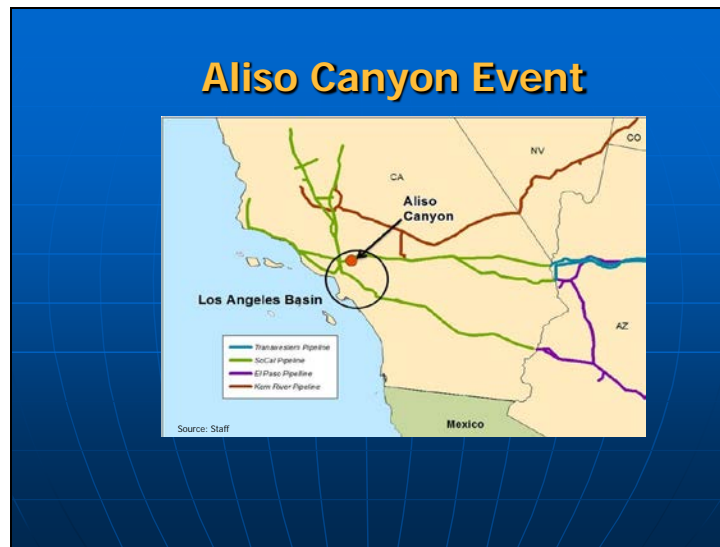 Aliso Canyon Event
CO
NV
CA
Aliso
Canyon
Los Angeles Basin
AZ
Transwestern Pipeline
SoCal Pipeline
El Paso Pipeline
Kern River Pipeline
Source: Staff
Mexico